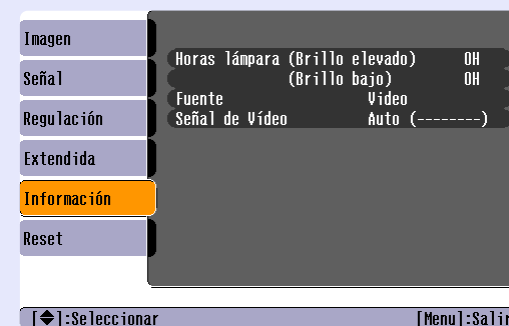 Imagen
Señal
Regulación
Extendida
Información
Reset
Horas lámpara (Brillo elevado) 0H
(Brillo bajo) 0H
Fuente Video
Señal de Vídeo Auto (--------)
[◆]:Seleccionar [Menu]:Salir